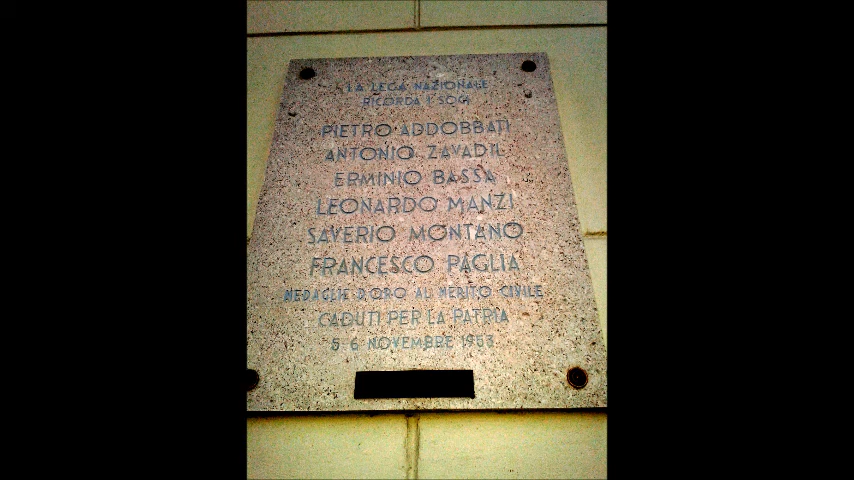 LA LEGA NAZIONALE
RICORDA I SOCI
PIETRO ADDOBBATI
ANTONIO ZAVADIL
ERMINIO BASSA
LEONARDO MANZI
SAVERIO MONTANO
FRANCESCO PAGLIA
MEDAGLIE D'ORO AL MERITO CIVILE
CADUTI PER LA PATRIA
5-6 NOVEMBRE 1953